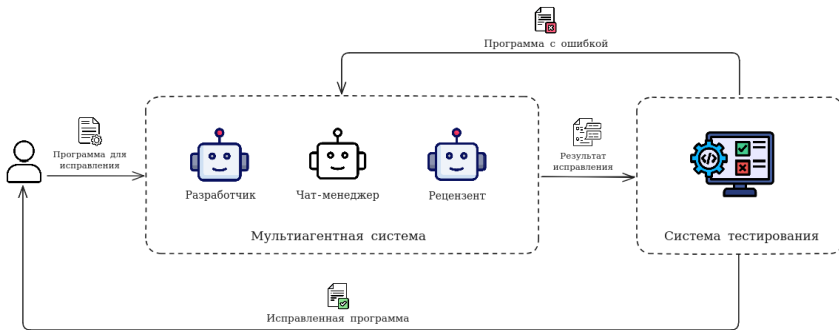 Программа с ошибкой
Программа для
исправления
Разработчик
Чат-менеджер
Рецензент
Результат
исправления
Мультиагентная система
Система тестирования
Исправленная программа